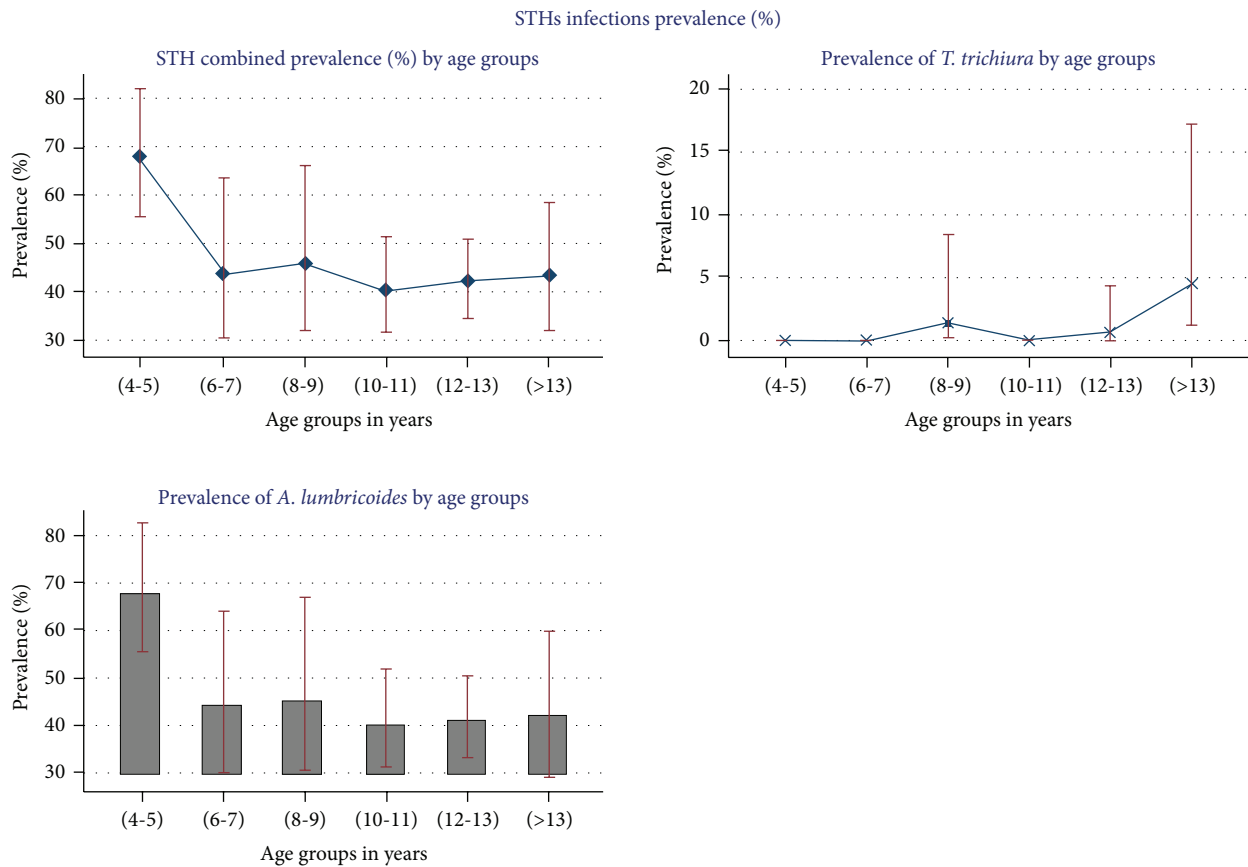 STHs infections prevalence (%)
STH combined prevalence (%) by age groups
Prevalence (%)
80
70
60
50
40
30
(4-5) (6-7) (8-9) (10-11) (12-13) (>13)
Age groups in years
Prevalence of T. trichiura by age groups
Prevalence (%)
20
15
10
5
0
(4-5) (6-7) (8-9) (10-11) (12-13) (>13)
Age groups in years
Prevalence of A. lumbricoides by age groups
Prevalence (%)
80
70
60
50
40
30
(4-5) (6-7) (8-9) (10-11) (12-13) (>13)
Age groups in years